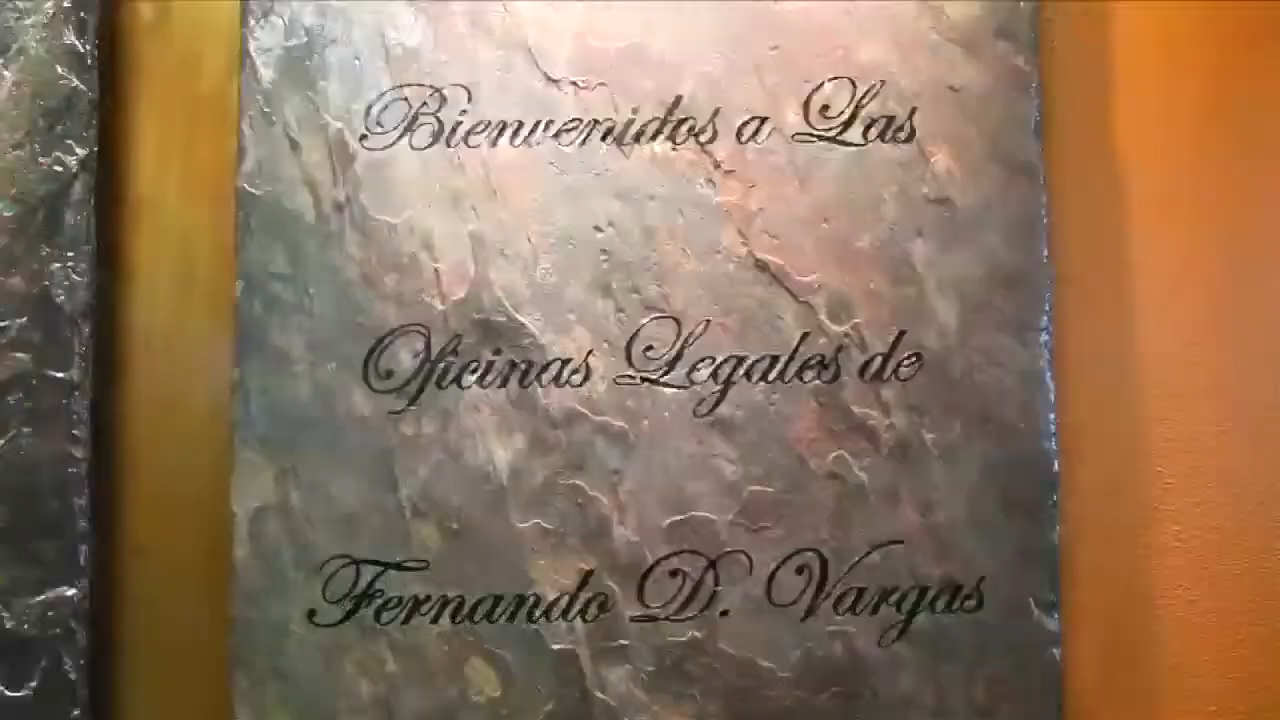 Bienvenidos a Las
Oficinas Legales de
Fernando D. Vargas